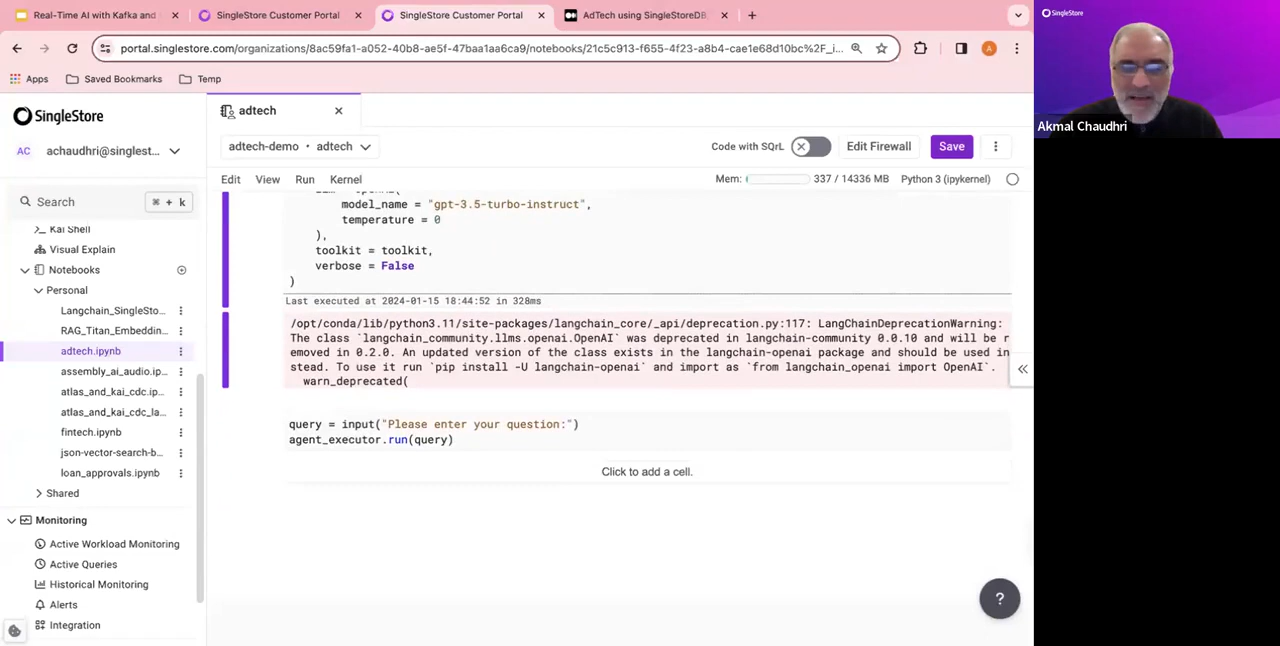 Real-Time AI with Kafka and
SingleStore Customer Portal
SingleStore Customer Portal
AdTech using SingleStoreDB,
portal.singlestore.com/organizations/8ac59fa1-a052-40b8-ae5f-47baa1aa6ca9/notebooks/21c5c913-f655-4f23-a8b4-cae1e68d10bc%2F_i...
A
Apps
Saved Bookmarks
Temp
SingleStore
Akmal Chaudhri
SingleStore
AC
achaudhri@singlest...
Search
⌘ + k
Kai Shell
Visual Explain
Notebooks
Personal
Langchain_SingleSto...
RAG_Titan_Embeddin...
adtech.ipynb
assembly_ai_audio.ip...
atlas_and_kai_cdc.ip...
atlas_and_kai_cdc_la...
fintech.ipynb
json-vector-search-b...
loan_approvals.ipynb
Shared
Monitoring
Active Workload Monitoring
Active Queries
Historical Monitoring
Alerts
Integration
adtech
adtech-demo • adtech
Code with SQrL
Edit Firewall
Save
Edit
View
Run
Kernel
Mem:
337 / 14336 MB
Python 3 (ipykernel)
model_name = "gpt-3.5-turbo-instruct",
temperature = 0
),
toolkit = toolkit,
verbose = False
)
Last executed at 2024-01-15 18:44:52 in 328ms
/opt/conda/lib/python3.11/site-packages/langchain_core/_api/deprecation.py:117: LangChainDeprecationWarning:
The class `langchain_community.llms.openai.OpenAI` was deprecated in langchain-community 0.0.10 and will be r
emoved in 0.2.0. An updated version of the class exists in the langchain-openai package and should be used in
stead. To use it run `pip install -U langchain-openai` and import as `from langchain_openai import OpenAI`.
warn_deprecated(
query = input("Please enter your question:")
agent_executor.run(query)
Click to add a cell.
?